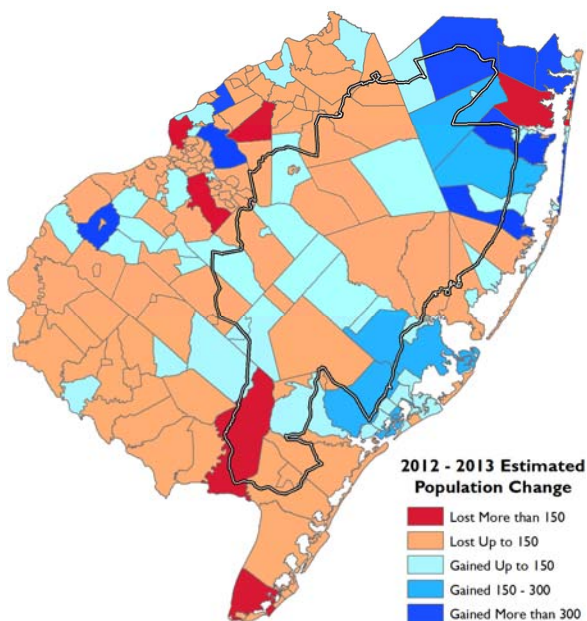 2012 - 2013 Estimated
Population Change
Lost More than 150
Lost Up to 150
Gained Up to 150
Gained 150 - 300
Gained More than 300